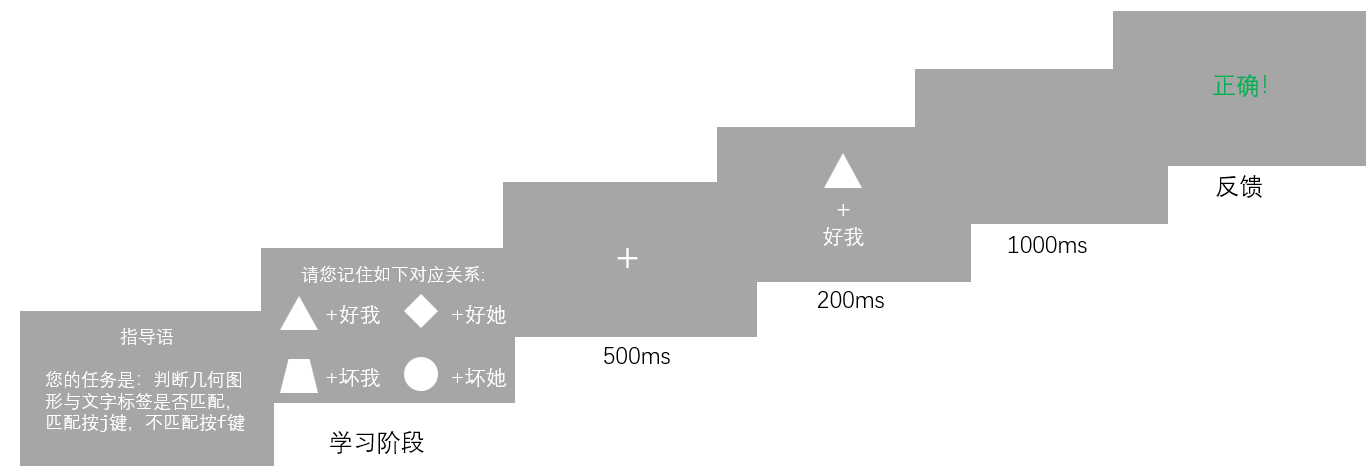 指导语
您的任务是：判断几何图
形与文字标签是否匹配，
匹配按j键，不匹配按f键
请您记住如下对应关系:
+好我 +好她
+坏我 +坏她
学习阶段
+
500ms
+
好我
200ms
1000ms
正确！
反馈